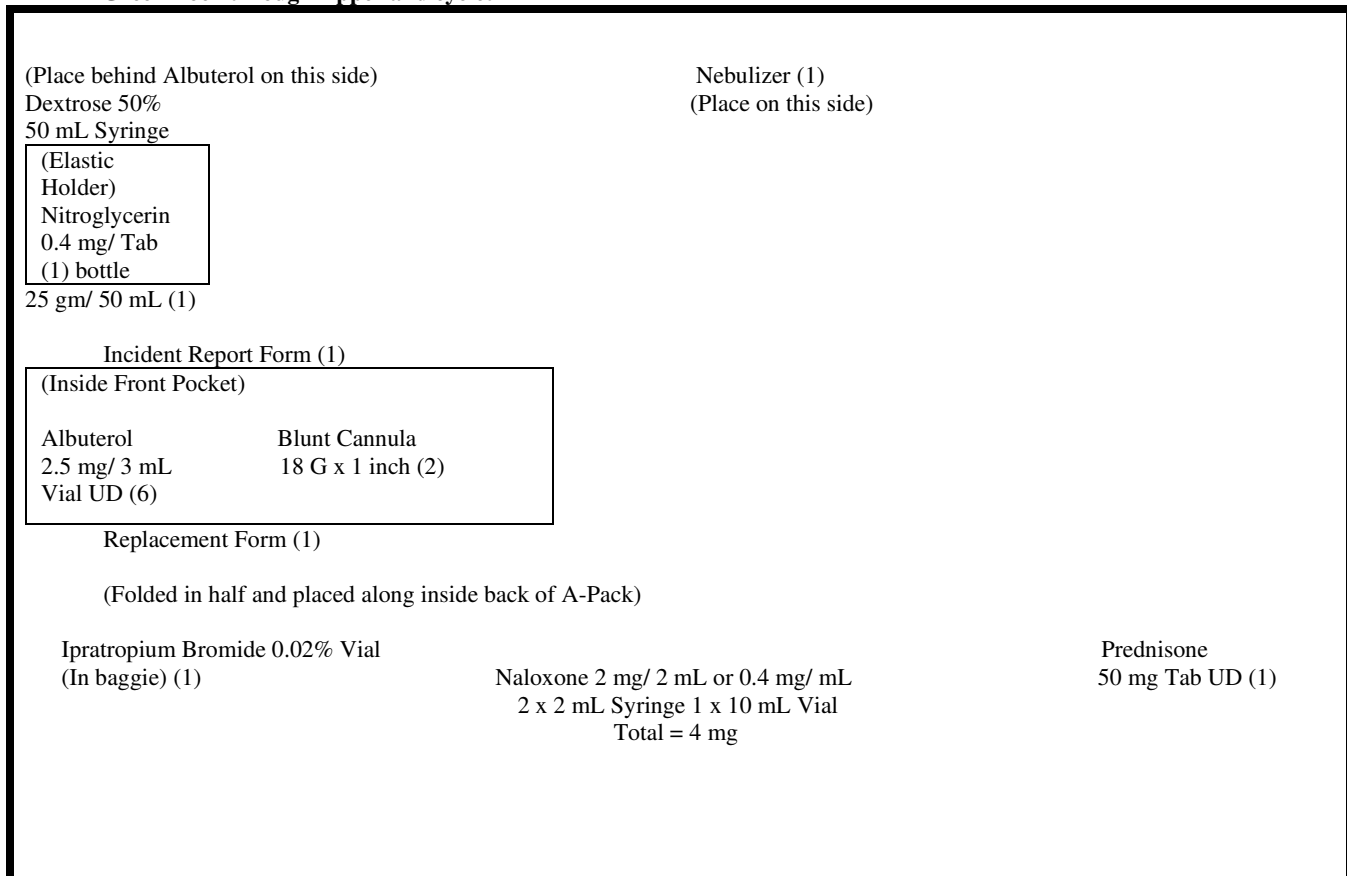 (Place behind Albuterol on this side) Nebulizer (1)
Dextrose 50% (Place on this side)
50 mL Syringe
(Elastic
Holder)
Nitroglycerin
0.4 mg/ Tab
(1) bottle
25 gm/ 50 mL (1)
Incident Report Form (1)
(Inside Front Pocket)
Albuterol Blunt Cannula
2.5 mg/ 3 mL 18 G x 1 inch (2)
Vial UD (6)
Replacement Form (1)
(Folded in half and placed along inside back of A-Pack)
Ipratropium Bromide 0.02% Vial Prednisone
(In baggie) (1) Naloxone 2 mg/ 2 mL or 0.4 mg/ mL 50 mg Tab UD (1)
2 x 2 mL Syringe 1 x 10 mL Vial
Total = 4 mg